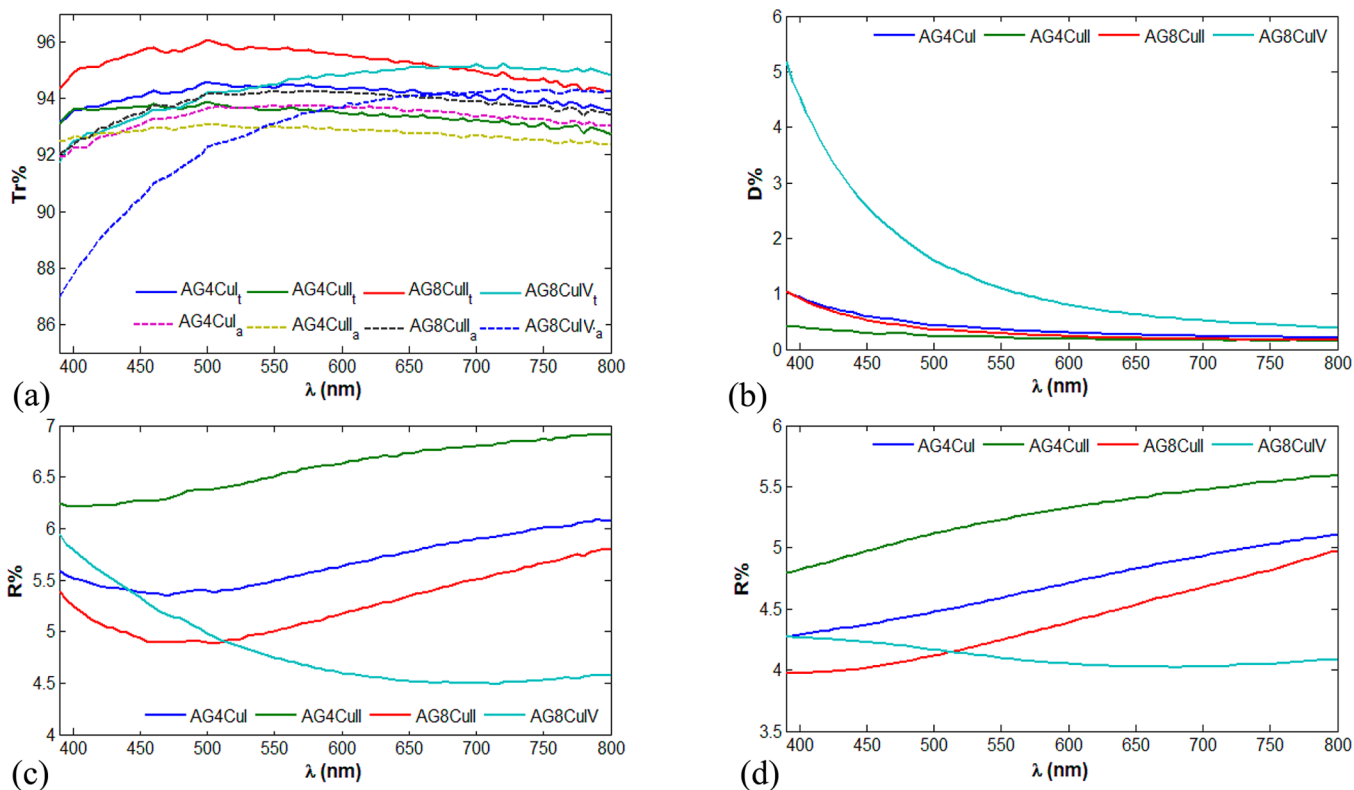 Tr%
96
94
92
90
88
86
AG4CuI_t AG4CuII_t AG8CuII_t AG8CuIV_t
AG4CuI_a AG4CuII_a AG8CuII_a AG8CuIV._a
400 450 500 550 600 650 700 750 800
λ (nm)
(a)
D%
6
5
4
3
2
1
0
AG4CuI AG4CuII AG8CuII AG8CuIV
400 450 500 550 600 650 700 750 800
λ (nm)
(b)
R%
7
6.5
6
5.5
5
4.5
4
AG4CuI AG4CuII AG8CuII AG8CuIV
400 450 500 550 600 650 700 750 800
λ (nm)
(c)
R%
6
5.5
5
4.5
4
3.5
AG4CuI AG4CuII AG8CuII AG8CuIV
400 450 500 550 600 650 700 750 800
λ (nm)
(d)